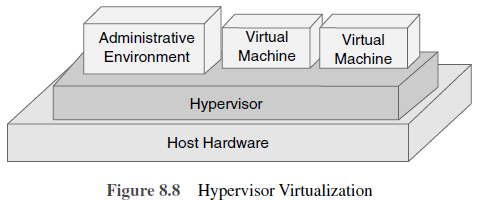 Administrative
Environment
Virtual
Machine
Virtual
Machine
Hypervisor
Host Hardware
Figure 8.8 Hypervisor Virtualization